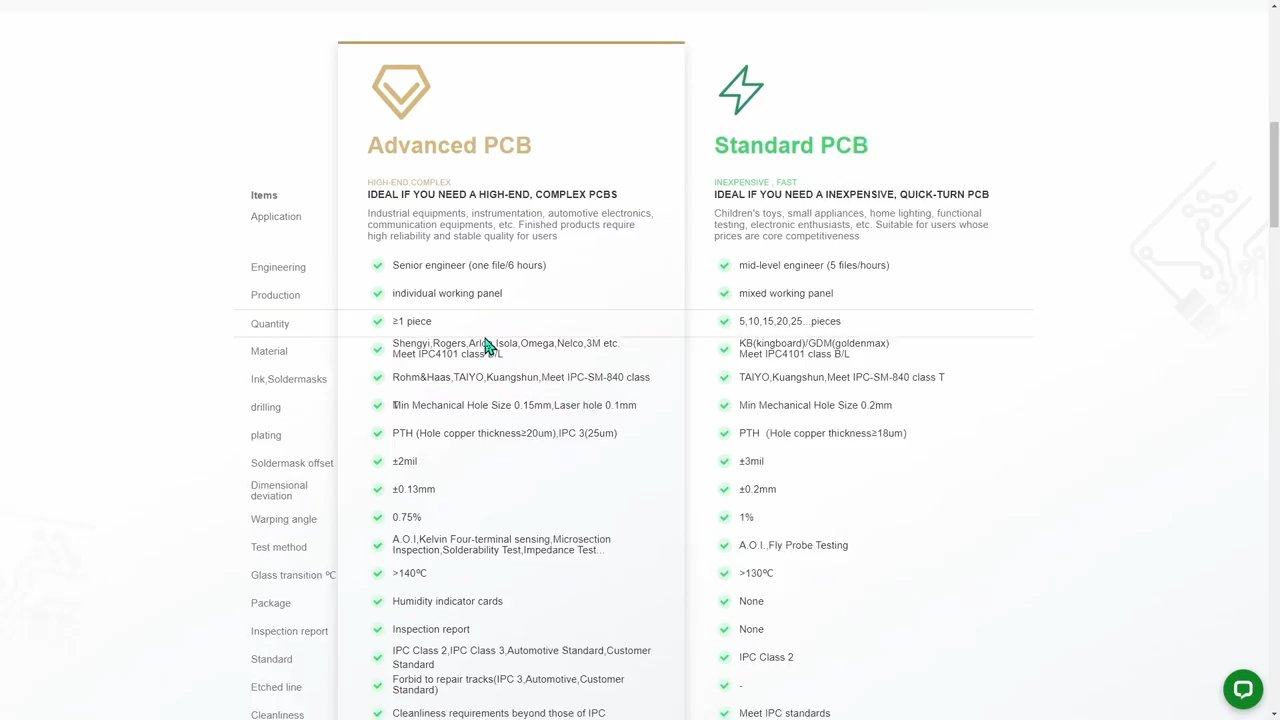 Advanced PCB
Standard PCB
HIGH-END,COMPLEX
INEXPENSIVE , FAST
Items
IDEAL IF YOU NEED A HIGH-END, COMPLEX PCBS
IDEAL IF YOU NEED A INEXPENSIVE, QUICK-TURN PCB
Application
Industrial equipments, instrumentation, automotive electronics,
communication equipments, etc. Finished products require
high reliability and stable quality for users
Children's toys, small appliances, home lighting, functional
testing, electronic enthusiasts, etc. Suitable for users whose
prices are core competitiveness
Engineering
Senior engineer (one file/6 hours)
mid-level engineer (5 files/hours)
Production
individual working panel
mixed working panel
Quantity
≥1 piece
5,10,15,20,25...pieces
Material
Shengyi,Rogers,Arlon,Isola,Omega,Nelco,3M etc.
Meet IPC4101 class B/L
KB(kingboard)/GDM(goldenmax)
Meet IPC4101 class B/L
Ink,Soldermasks
Rohm&Haas,TAIYO,Kuangshun,Meet IPC-SM-840 class
TAIYO,Kuangshun,Meet IPC-SM-840 class T
drilling
Min Mechanical Hole Size 0.15mm,Laser hole 0.1mm
Min Mechanical Hole Size 0.2mm
plating
PTH (Hole copper thickness≥20um),IPC 3(25um)
PTH（Hole copper thickness≥18um)
Soldermask offset
±2mil
±3mil
Dimensional
deviation
±0.13mm
±0.2mm
Warping angle
0.75%
1%
Test method
A.O.I,Kelvin Four-terminal sensing,Microsection
Inspection,Solderability Test,Impedance Test...
A.O.I.,Fly Probe Testing
Glass transition ºC
>140ºC
>130ºC
Package
Humidity indicator cards
None
Inspection report
Inspection report
None
Standard
IPC Class 2,IPC Class 3,Automotive Standard,Customer
Standard
IPC Class 2
Etched line
Forbid to repair tracks(IPC 3,Automotive,Customer
Standard)
-
Cleanliness
Cleanliness requirements beyond those of IPC
Meet IPC standards